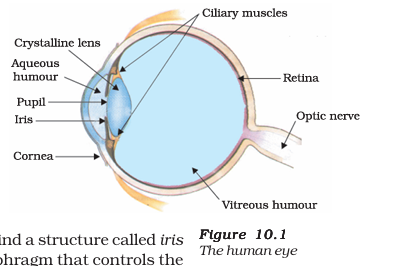 Ciliary muscles
Crystalline lens
Aqueous
humour
Retina
Pupil
Optic nerve
Iris
Cornea
Vitreous humour
ind a structure called iris
phragm that controls the
Figure 10.1
The human eye